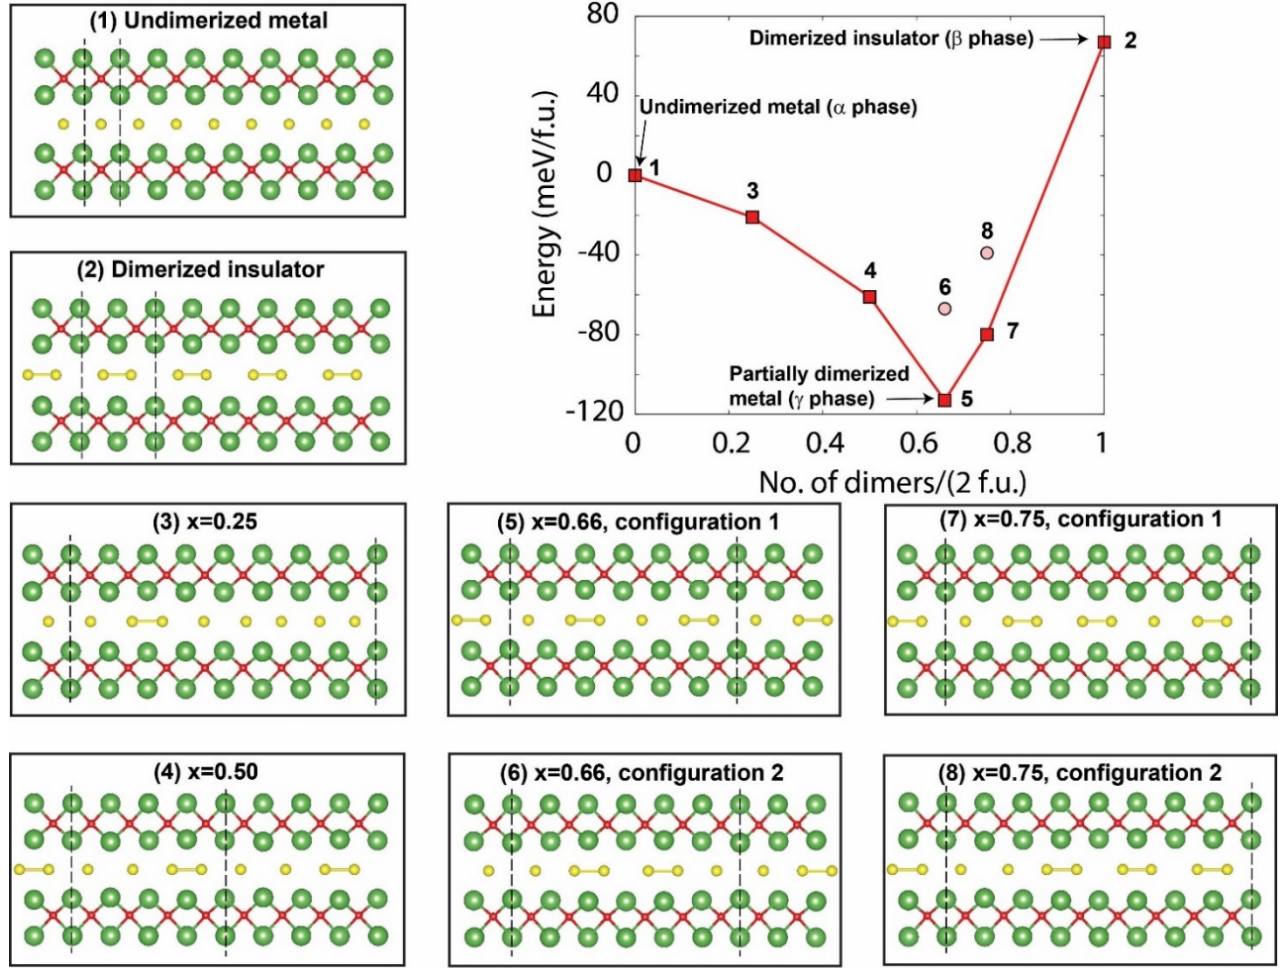 (1) Undimerized metal
(2) Dimerized insulator
80
40
0
-40
-80
-120
Energy (meV/f.u.)
Dimerized insulator (β phase)
2
Undimerized metal (α phase)
1
3
4
8
6
7
Partially dimerized
metal (γ phase)
5
0
0.2
0.4
0.6
0.8
1
No. of dimers/(2 f.u.)
(3) x=0.25
(5) x=0.66, configuration 1
(7) x=0.75, configuration 1
(4) x=0.50
(6) x=0.66, configuration 2
(8) x=0.75, configuration 2